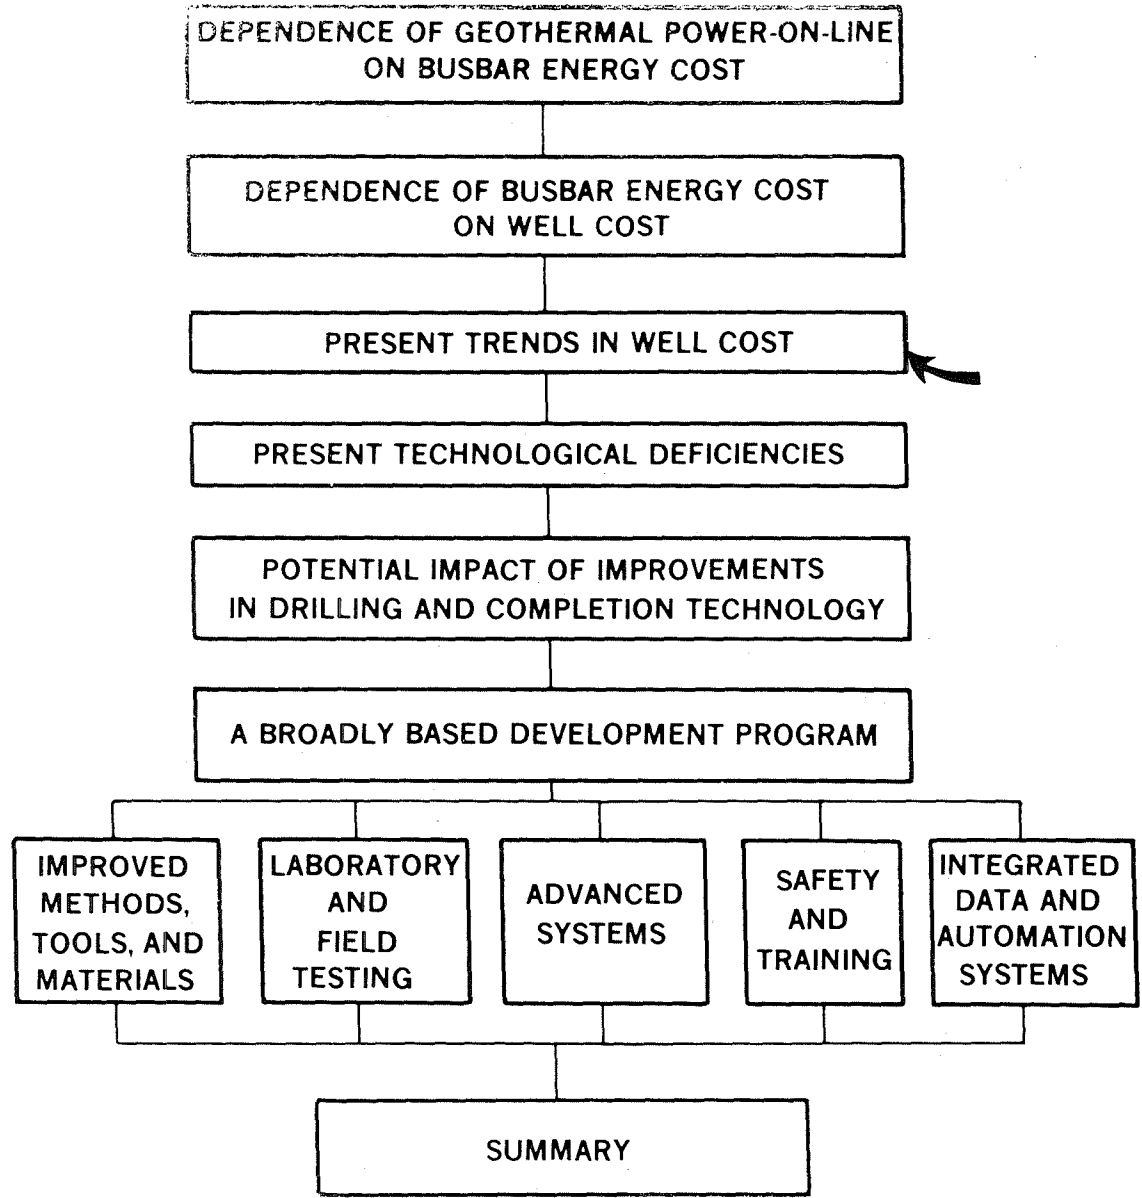 DEPENDENCE OF GEOTHERMAL POWER-ON-LINE
ON BUSBAR ENERGY COST
DEPENDENCE OF BUSBAR ENERGY COST
ON WELL COST
PRESENT TRENDS IN WELL COST
PRESENT TECHNOLOGICAL DEFICIENCIES
POTENTIAL IMPACT OF IMPROVEMENTS
IN DRILLING AND COMPLETION TECHNOLOGY
A BROADLY BASED DEVELOPMENT PROGRAM
IMPROVED
METHODS,
TOOLS, AND
MATERIALS
LABORATORY
AND
FIELD
TESTING
ADVANCED
SYSTEMS
SAFETY
AND
TRAINING
INTEGRATED
DATA AND
AUTOMATION
SYSTEMS
SUMMARY